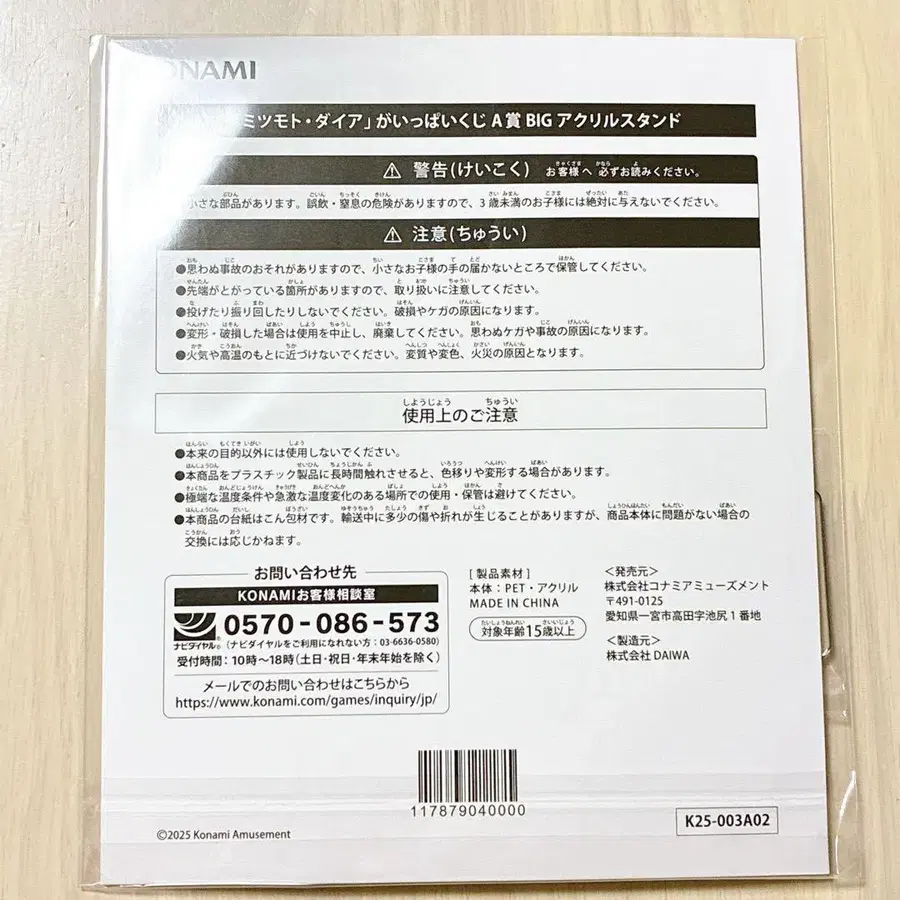 KONAMI
ミツモト・ダイア」がいっぱいくじ A賞 BIG アクリルスタンド
⚠ 警告(けいこく) お客様へ 必ずお読みください。
小さな部品があります。誤飲・窒息の危険がありますので、3歳未満のお子様には絶対に与えないでください。
⚠ 注意(ちゅうい)
●思わぬ事故のおそれがありますので、小さなお子様の手の届かないところで保管してください。
●先端がとがっている箇所がありますので、取り扱いに注意してください。
●投げたり振り回したりしないでください。破損やケガの原因になります。
●変形・破損した場合は使用を中止し、廃棄してください。思わぬケガや事故の原因になります。
●火気や高温のもとに近づけないでください。変質や変色、火災の原因となります。
使用上のご注意
●本来の目的以外には使用しないでください。
●本商品をプラスチック製品に長時間触れさせると、色移りや変形する場合があります。
●極端な温度条件や急激な温度変化のある場所での使用・保管は避けてください。
●本商品の台紙はこん包材です。輸送中に多少の傷や折れが生じることがありますが、商品本体に問題がない場合の
交換には応じかねます。
お問い合わせ先
KONAMIお客様相談室
ナビダイヤル® 0570-086-573
(ナビダイヤルをご利用になれない方:03-6636-0580)
受付時間:10時～18時(土日・祝日・年末年始を除く)
メールでのお問い合わせはこちらから
https://www.konami.com/games/inquiry/jp/
[製品素材]
本体:PET・アクリル
MADE IN CHINA
対象年齢15歳以上
<発売元>
株式会社コナミアミューズメント
〒491-0125
愛知県一宮市高田字池尻1番地
<製造元>
株式会社 DAIWA
117879040000
K25-003A02
©2025 Konami Amusement